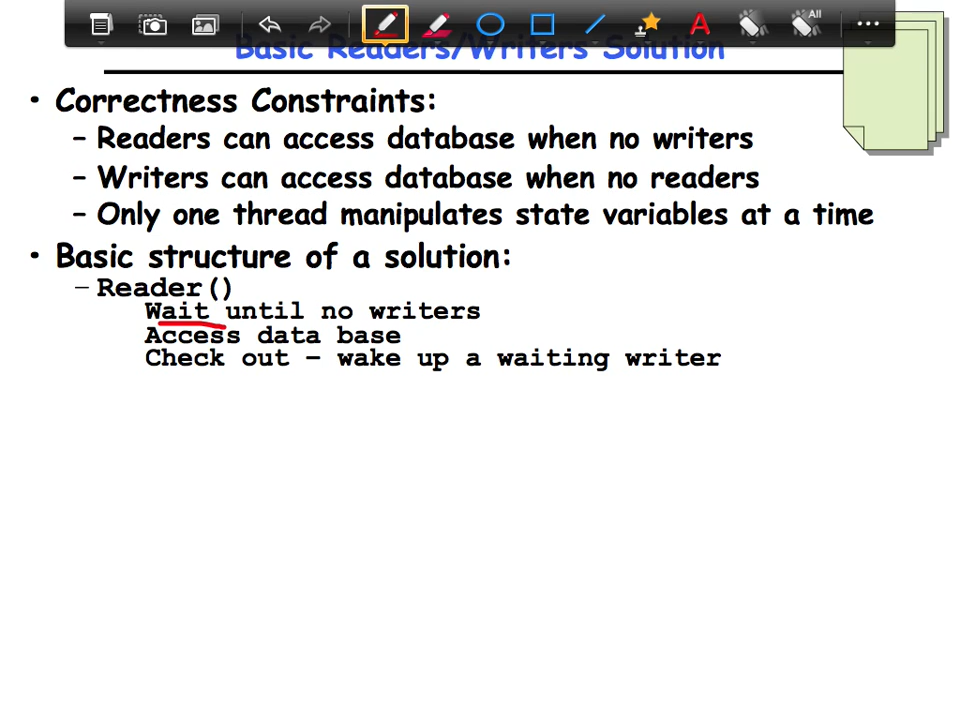 All
Basic Readers/Writers Solution
• Correctness Constraints:
– Readers can access database when no writers
– Writers can access database when no readers
– Only one thread manipulates state variables at a time
• Basic structure of a solution:
– Reader()
Wait until no writers
Access data base
Check out – wake up a waiting writer